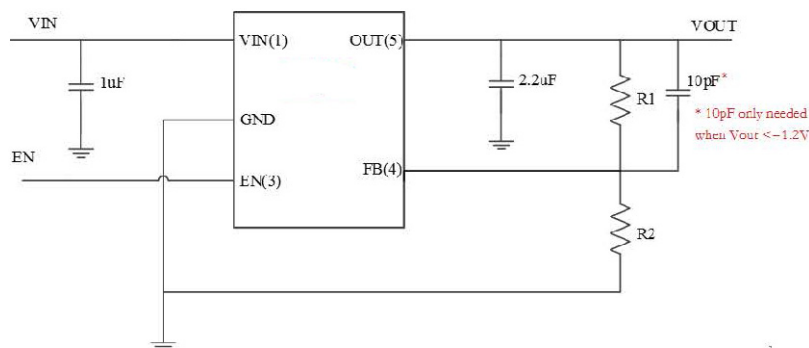 VIN
VOUT
VIN(1)
OUT(5)
1uF
2.2uF
R1
10pF*
* 10pF only needed
when Vout <=1.2V
GND
EN
FB(4)
EN(3)
R2